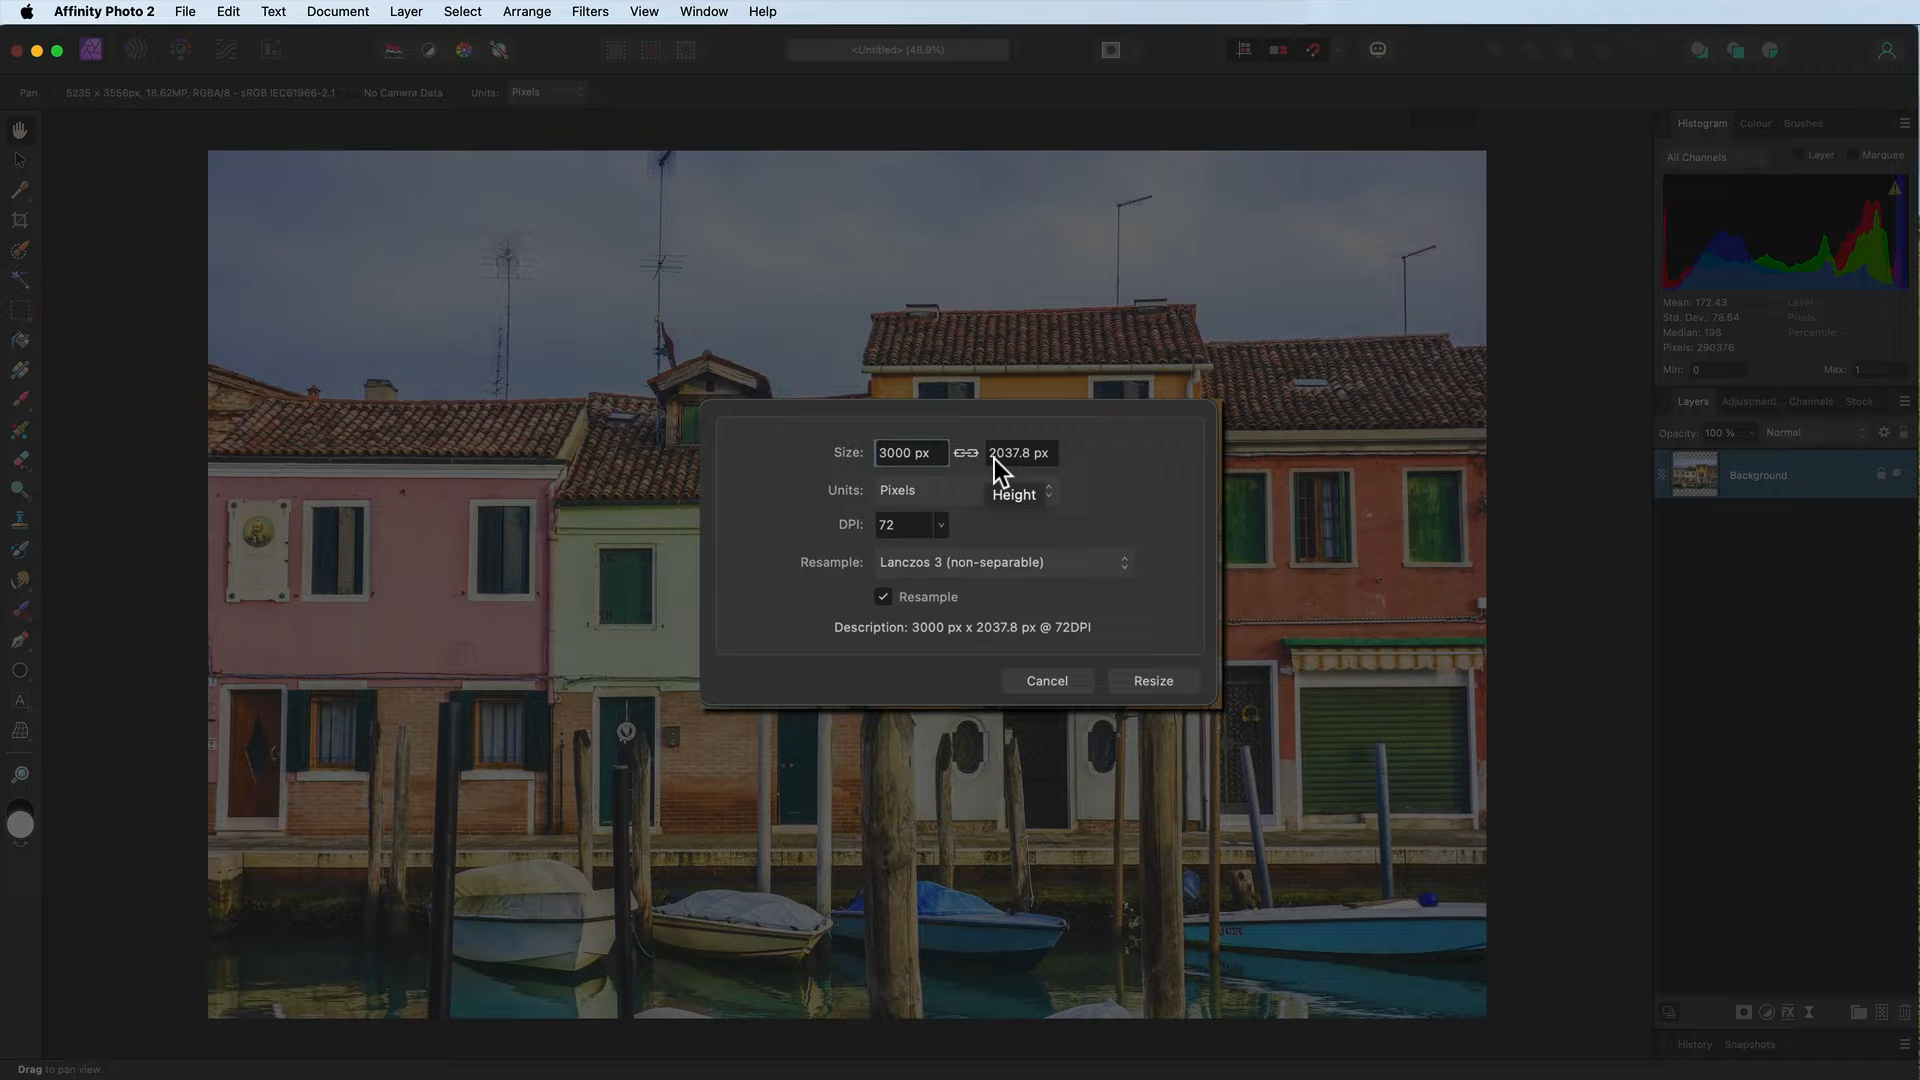 Affinity Photo 2 File Edit Text Document Layer Select Arrange Filters View Window Help
<Untitled> (48.9%)
Pan 5235 × 3556px, 18.62MP, RGBA/8 - sRGB IEC61966-2.1 No Camera Data Units: Pixels
Histogram Colour Brushes
All Channels Layer Marquee
Mean: 172.43 Level: -
Std. Dev.: 78.64 Pixels: -
Median: 198 Percentile: -
Pixels: 290376
Min: 0 Max: 1
Layers Adjustment Channels Stock
Opacity: 100 % Normal
Background
Size: 3000 px 2037.8 px
Units: Pixels
Height
DPI: 72
Resample: Lanczos 3 (non-separable)
Resample
Description: 3000 px x 2037.8 px @ 72DPI
Cancel Resize
History Snapshots
Drag to pan view.